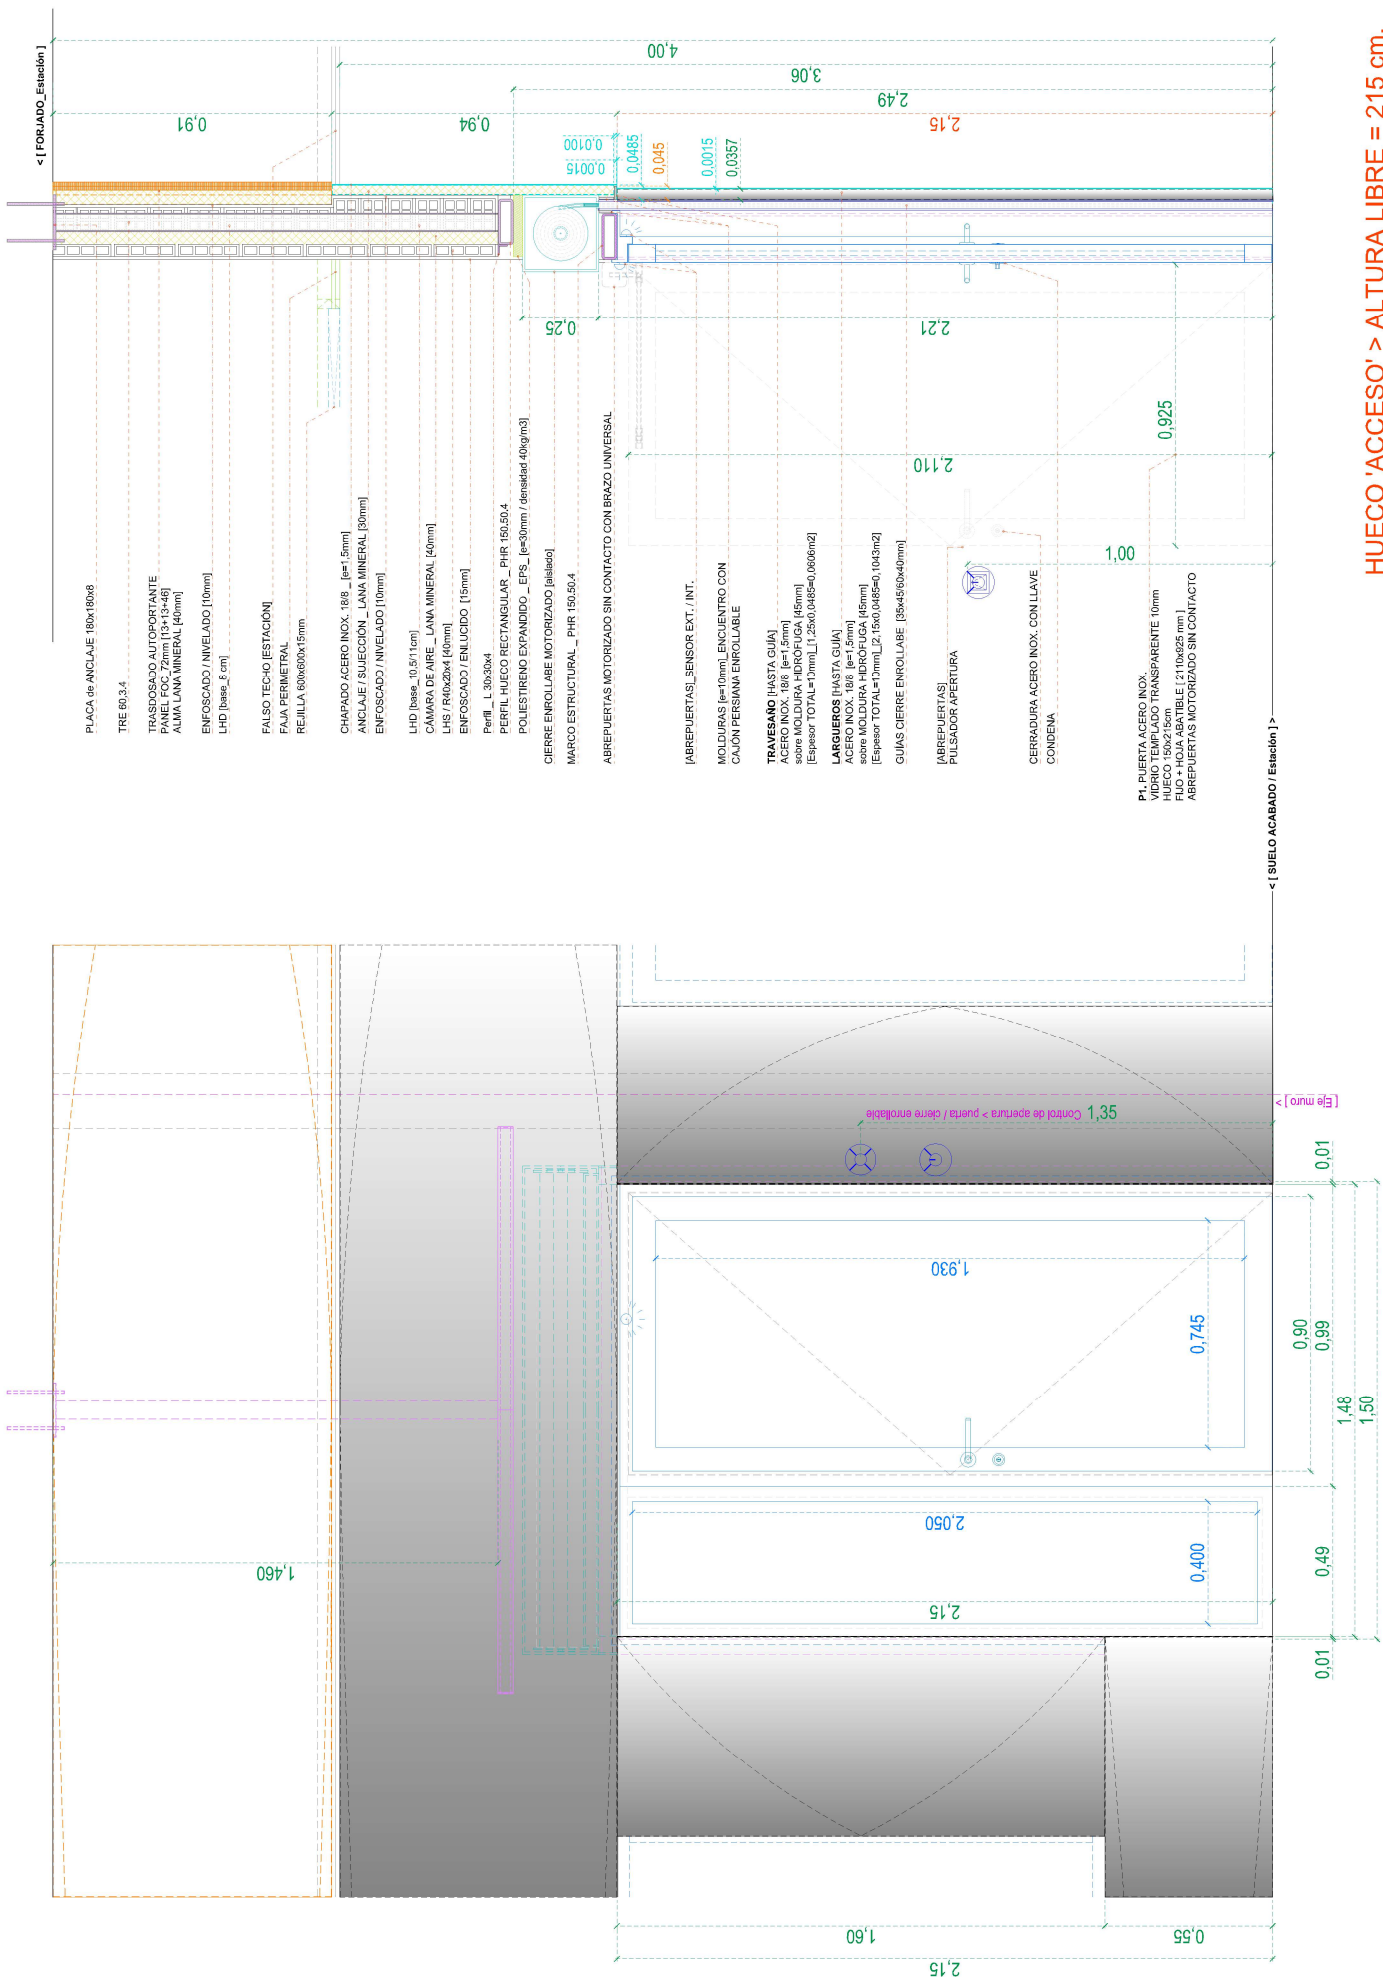 HUECO 'ACCESO' > ALTURA LIBRE = 215 cm.
< [ FORJADO_Estación ]
4,00
3,06
2,49
0,91
0,94
2,15
0,0100
0,0015
0,0485
0,045
0,0015
0,0357
0,25
2,21
2,110
0,925
1,00
PLACA de ANCLAJE 180x180x8
TRE 60.3.4
TRASDOSADO AUTOPORTANTE
PANEL FOC_72mm [13+13+46]
ALMA LANA MINERAL [40mm]
ENFOSCADO / NIVELADO [10mm]
LHD [base_8 cm]
FALSO TECHO [ESTACIÓN]
FAJA PERIMETRAL
REJILLA 600x600x15mm
CHAPADO ACERO INOX. 18/8 _ [e=1,5mm]
ANCLAJE / SUJECCIÓN _ LANA MINERAL [30mm]
ENFOSCADO / NIVELADO [10mm]
LHD [base_10,5/11cm]
CÁMARA DE AIRE _ LANA MINERAL [40mm]
LHS / R40x20x4 [40mm]
ENFOSCADO / ENLUCIDO [15mm]
Perfil _ L 30x30x4
PERFIL HUECO RECTANGULAR _ PHR 150.50.4
POLIESTIRENO EXPANDIDO _ EPS_ [e=30mm / densidad 40kg/m3]
CIERRE ENROLLABE MOTORIZADO [aislado]
MARCO ESTRUCTURAL _ PHR 150.50.4
ABREPUERTAS MOTORIZADO SIN CONTACTO CON BRAZO UNIVERSAL
[ABREPUERTAS]_SENSOR EXT. / INT.
MOLDURAS [e=10mm]_ENCUENTRO CON
CAJÓN PERSIANA ENROLLABLE
TRAVESAÑO [HASTA GUÍA]
ACERO INOX. 18/8 [e=1,5mm]
sobre MOLDURA HIDRÓFUGA [45mm]
[Espesor TOTAL=10mm]_[1,25x0,0485=0,0606m2]
LARGUEROS [HASTA GUÍA]
ACERO INOX. 18/8 [e=1,5mm]
sobre MOLDURA HIDRÓFUGA [45mm]
[Espesor TOTAL=10mm]_[2,15x0,0485=0,1043m2]
GUÍAS CIERRE ENROLLABE [35x45/60x40mm]
[ABREPUERTAS]
PULSADOR APERTURA
CERRADURA ACERO INOX. CON LLAVE
CONDENA
P1. PUERTA ACERO INOX.
VIDRIO TEMPLADO TRANSPARENTE 10mm
HUECO 150x215cm
FIJO + HOJA ABATIBLE [ 2110x925 mm ]
ABREPUERTAS MOTORIZADO SIN CONTACTO
< [ SUELO ACABADO / Estación ] >
[ Eje muro ] >
Control de apertura > puerta / cierre enrollable
1,35
1,930
0,745
2,050
0,400
2,15
1,460
0,01
0,90
0,99
1,48
1,50
0,49
0,01
1,60
0,55
2,15